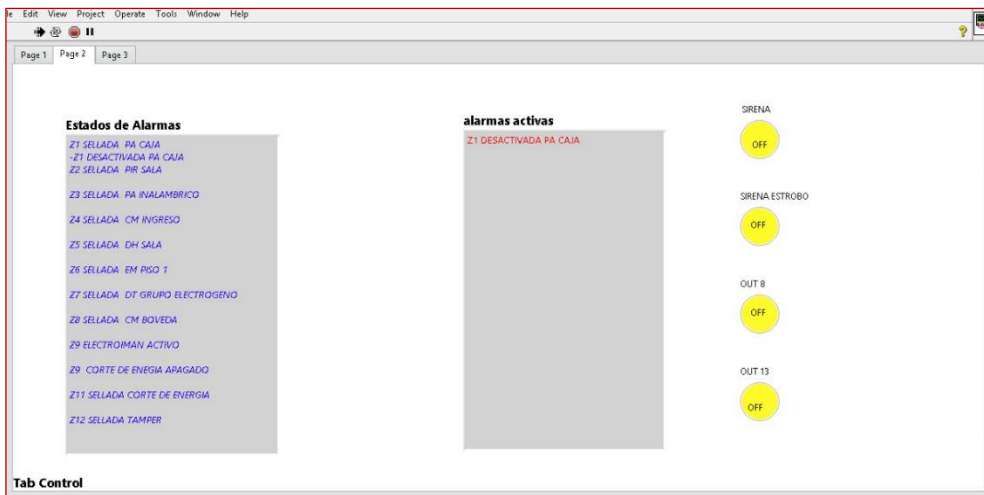 le Edit View Project Operate Tools Window Help
Page 1 Page 2 Page 3
Estados de Alarmas
Z1 SELLADA PA CAJA
-Z1 DESACTIVADA PA CAJA
Z2 SELLADA PIR SALA
Z3 SELLADA PA INALAMBRICO
Z4 SELLADA CM INGRESO
Z5 SELLADA DH SALA
Z6 SELLADA EM PISO 1
Z7 SELLADA DT GRUPO ELECTROGENO
Z8 SELLADA CM BOVEDA
Z9 ELECTROIMAN ACTIVO
Z9 CORTE DE ENEGIA APAGADO
Z11 SELLADA CORTE DE ENERGIA
Z12 SELLADA TAMPER
alarmas activas
Z1 DESACTIVADA PA CAJA
SIRENA
OFF
SIRENA ESTROBO
OFF
OUT 8
OFF
OUT 13
OFF
Tab Control